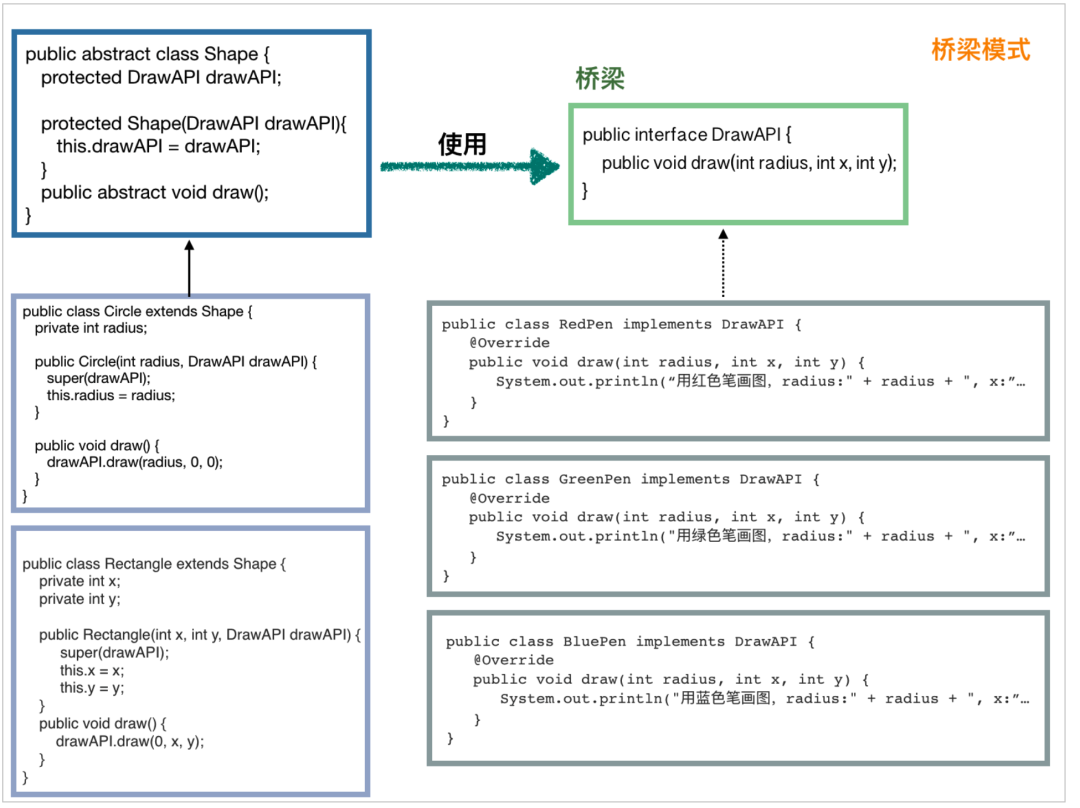 桥梁模式
public abstract class Shape {
protected DrawAPI drawAPI;
protected Shape(DrawAPI drawAPI){
this.drawAPI = drawAPI;
}
public abstract void draw();
}
使用
桥梁
public interface DrawAPI {
public void draw(int radius, int x, int y);
}
public class Circle extends Shape {
private int radius;
public Circle(int radius, DrawAPI drawAPI) {
super(drawAPI);
this.radius = radius;
}
public void draw() {
drawAPI.draw(radius, 0, 0);
}
}
public class Rectangle extends Shape {
private int x;
private int y;
public Rectangle(int x, int y, DrawAPI drawAPI) {
super(drawAPI);
this.x = x;
this.y = y;
}
public void draw() {
drawAPI.draw(0, x, y);
}
}
public class RedPen implements DrawAPI {
@Override
public void draw(int radius, int x, int y) {
System.out.println(“用红色笔画图，radius:" + radius + ", x:”…
}
}
public class GreenPen implements DrawAPI {
@Override
public void draw(int radius, int x, int y) {
System.out.println("用绿色笔画图，radius:" + radius + ", x:”…
}
}
public class BluePen implements DrawAPI {
@Override
public void draw(int radius, int x, int y) {
System.out.println("用蓝色笔画图，radius:" + radius + ", x:”…
}
}